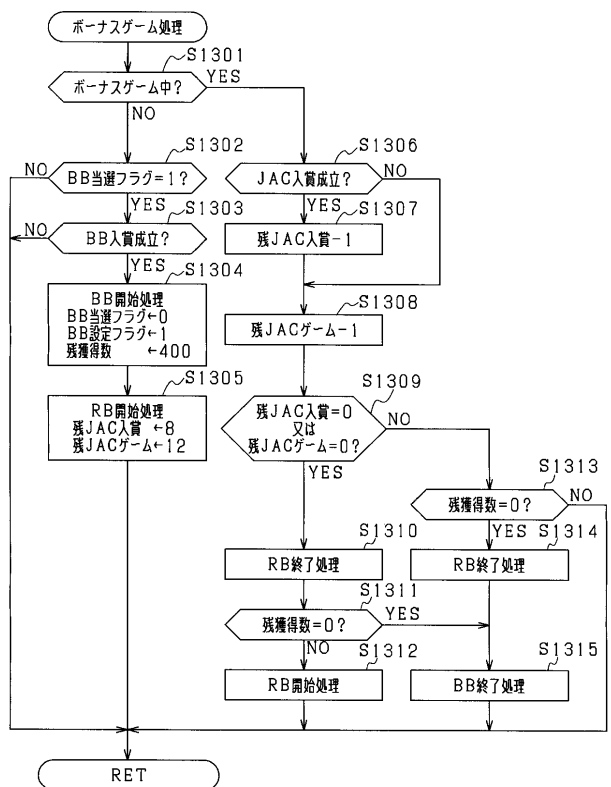 ボーナスゲーム処理
S1301
ボーナスゲーム中?
YES
NO
S1302
BB当選フラグ=1?
NO
YES
S1303
BB入賞成立?
NO
YES
S1304
BB開始処理
BB当選フラグ←0
BB設定フラグ←1
残獲得数 ←400
S1305
RB開始処理
残JAC入賞 ←8
残JACゲーム←12
S1306
JAC入賞成立?
NO
YES
S1307
残JAC入賞-1
S1308
残JACゲーム-1
S1309
残JAC入賞=0
又は
残JACゲーム=0?
NO
YES
S1310
RB終了処理
S1311
残獲得数=0?
YES
NO
S1312
RB開始処理
S1313
残獲得数=0?
NO
YES
S1314
RB終了処理
S1315
BB終了処理
RET